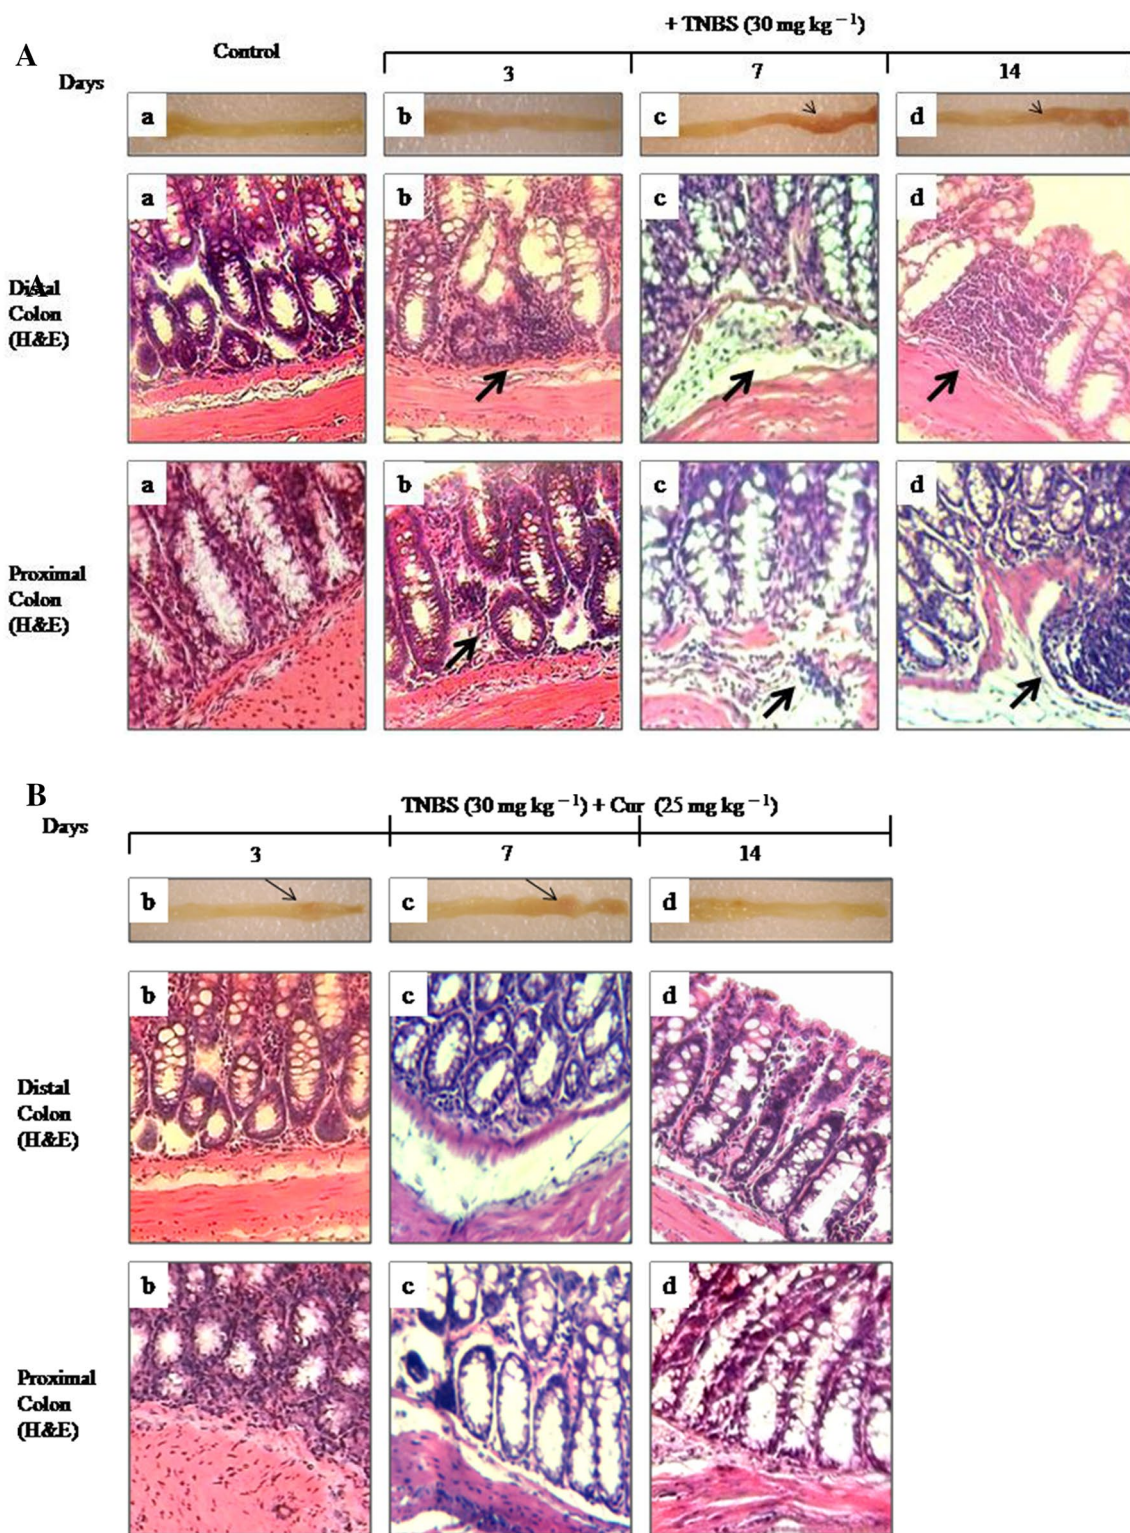 A
Control
+ TNBS (30 mg kg⁻¹)
Days
3
7
14
a
b
c
d
a
b
c
d
A
Distal
Colon
(H&E)
a
b
c
d
Proximal
Colon
(H&E)
B
Days
TNBS (30 mg kg⁻¹) + Cur (25 mg kg⁻¹)
3
7
14
b
c
d
b
c
d
Distal
Colon
(H&E)
b
c
d
Proximal
Colon
(H&E)